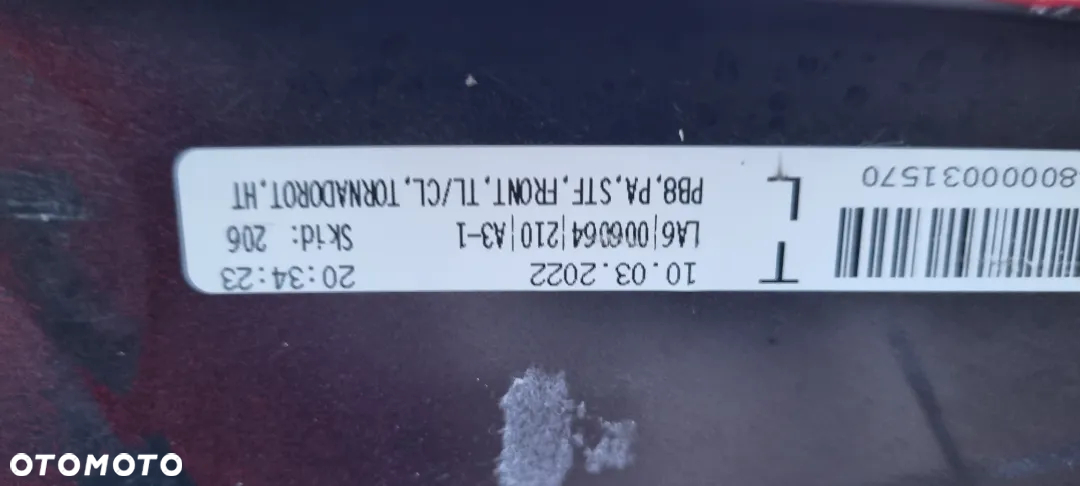 80000031570
TL
10.03.2022 20:34:23
LA6|006064|210|A3-1 Skid: 206
PB8,PA,STF,FRONT,TL/CL,TORNADOROT,HT
OTOMOTO